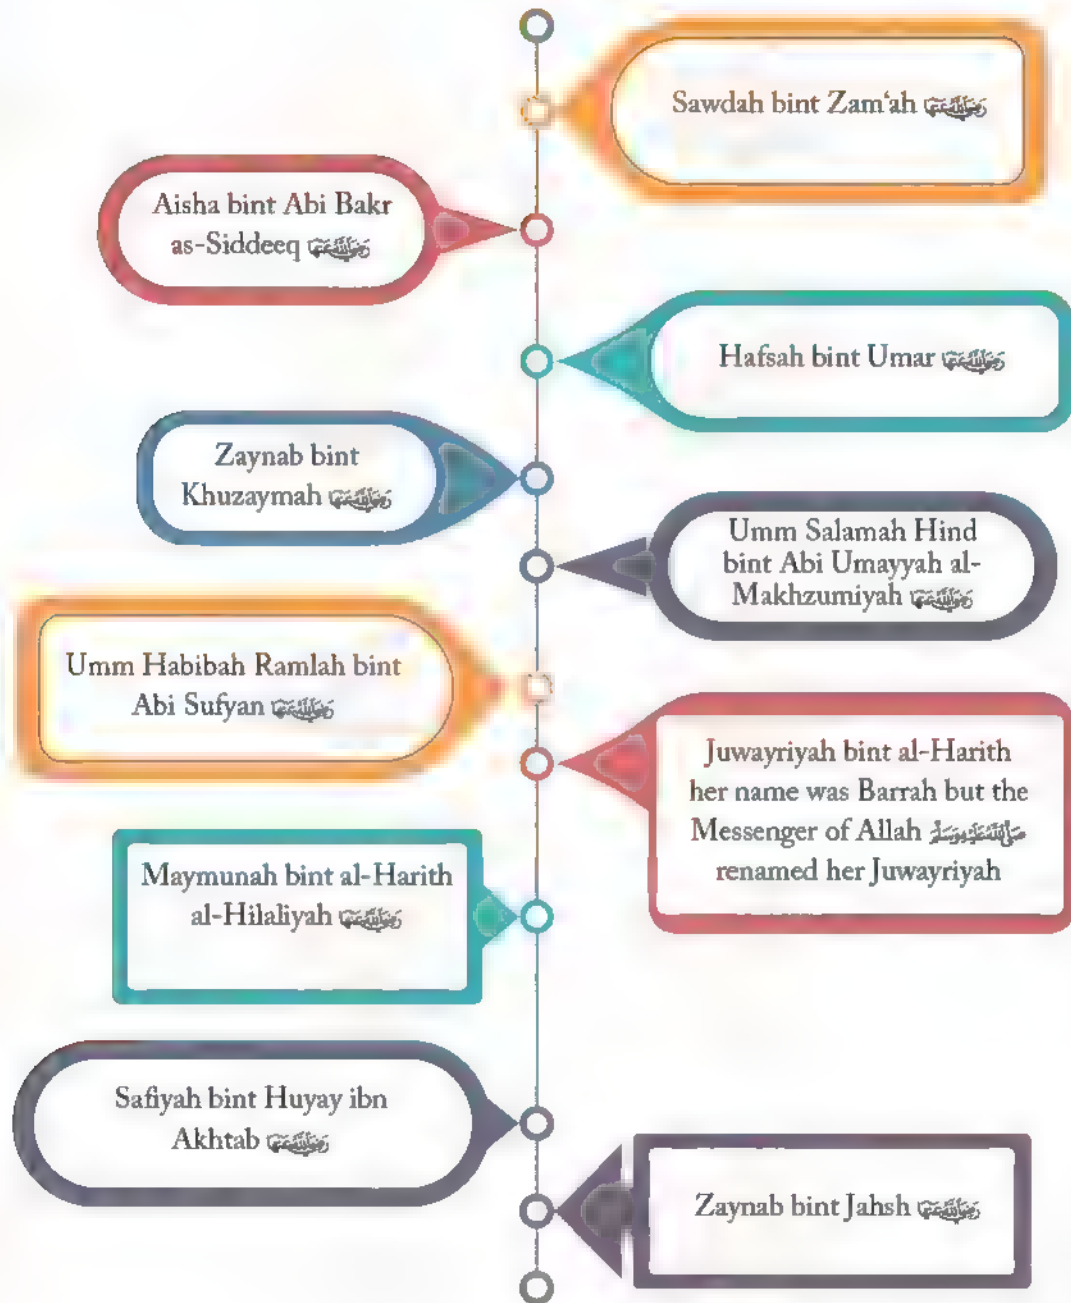 Sawdah bint Zam‘ah
Aisha bint Abi Bakr
as-Siddeeq
Hafsah bint Umar
Zaynab bint
Khuzaymah
Umm Salamah Hind
bint Abi Umayyah al-
Makhzumiyah
Umm Habibah Ramlah bint
Abi Sufyan
Juwayriyah bint al-Harith
her name was Barrah but the
Messenger of Allah
renamed her Juwayriyah
Maymunah bint al-Harith
al-Hilaliyah
Safiyah bint Huyay ibn
Akhtab
Zaynab bint Jahsh